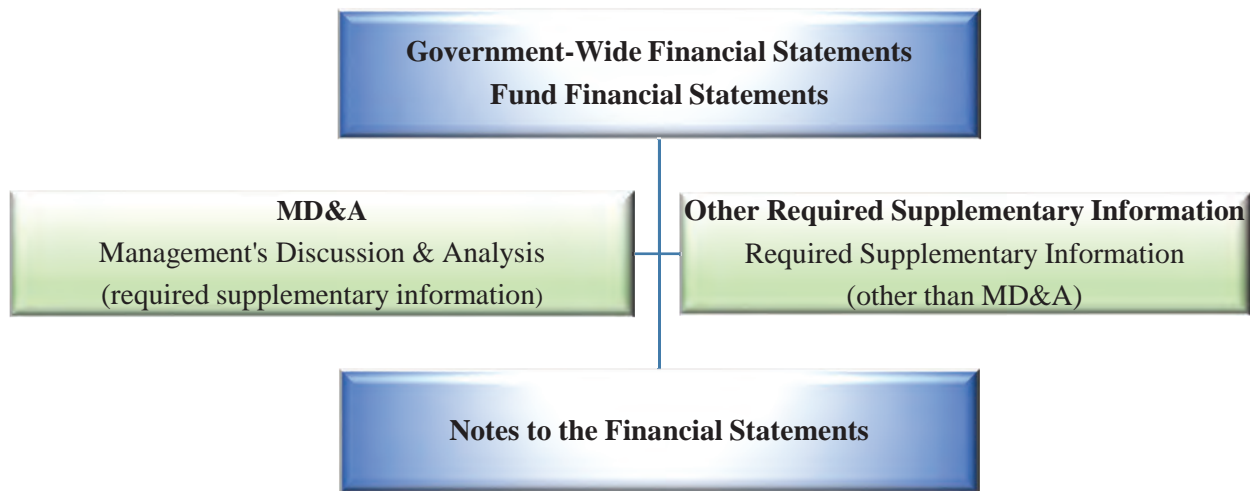 Government-Wide Financial Statements
Fund Financial Statements
MD&A
Management's Discussion & Analysis
(required supplementary information)
Other Required Supplementary Information
Required Supplementary Information
(other than MD&A)
Notes to the Financial Statements